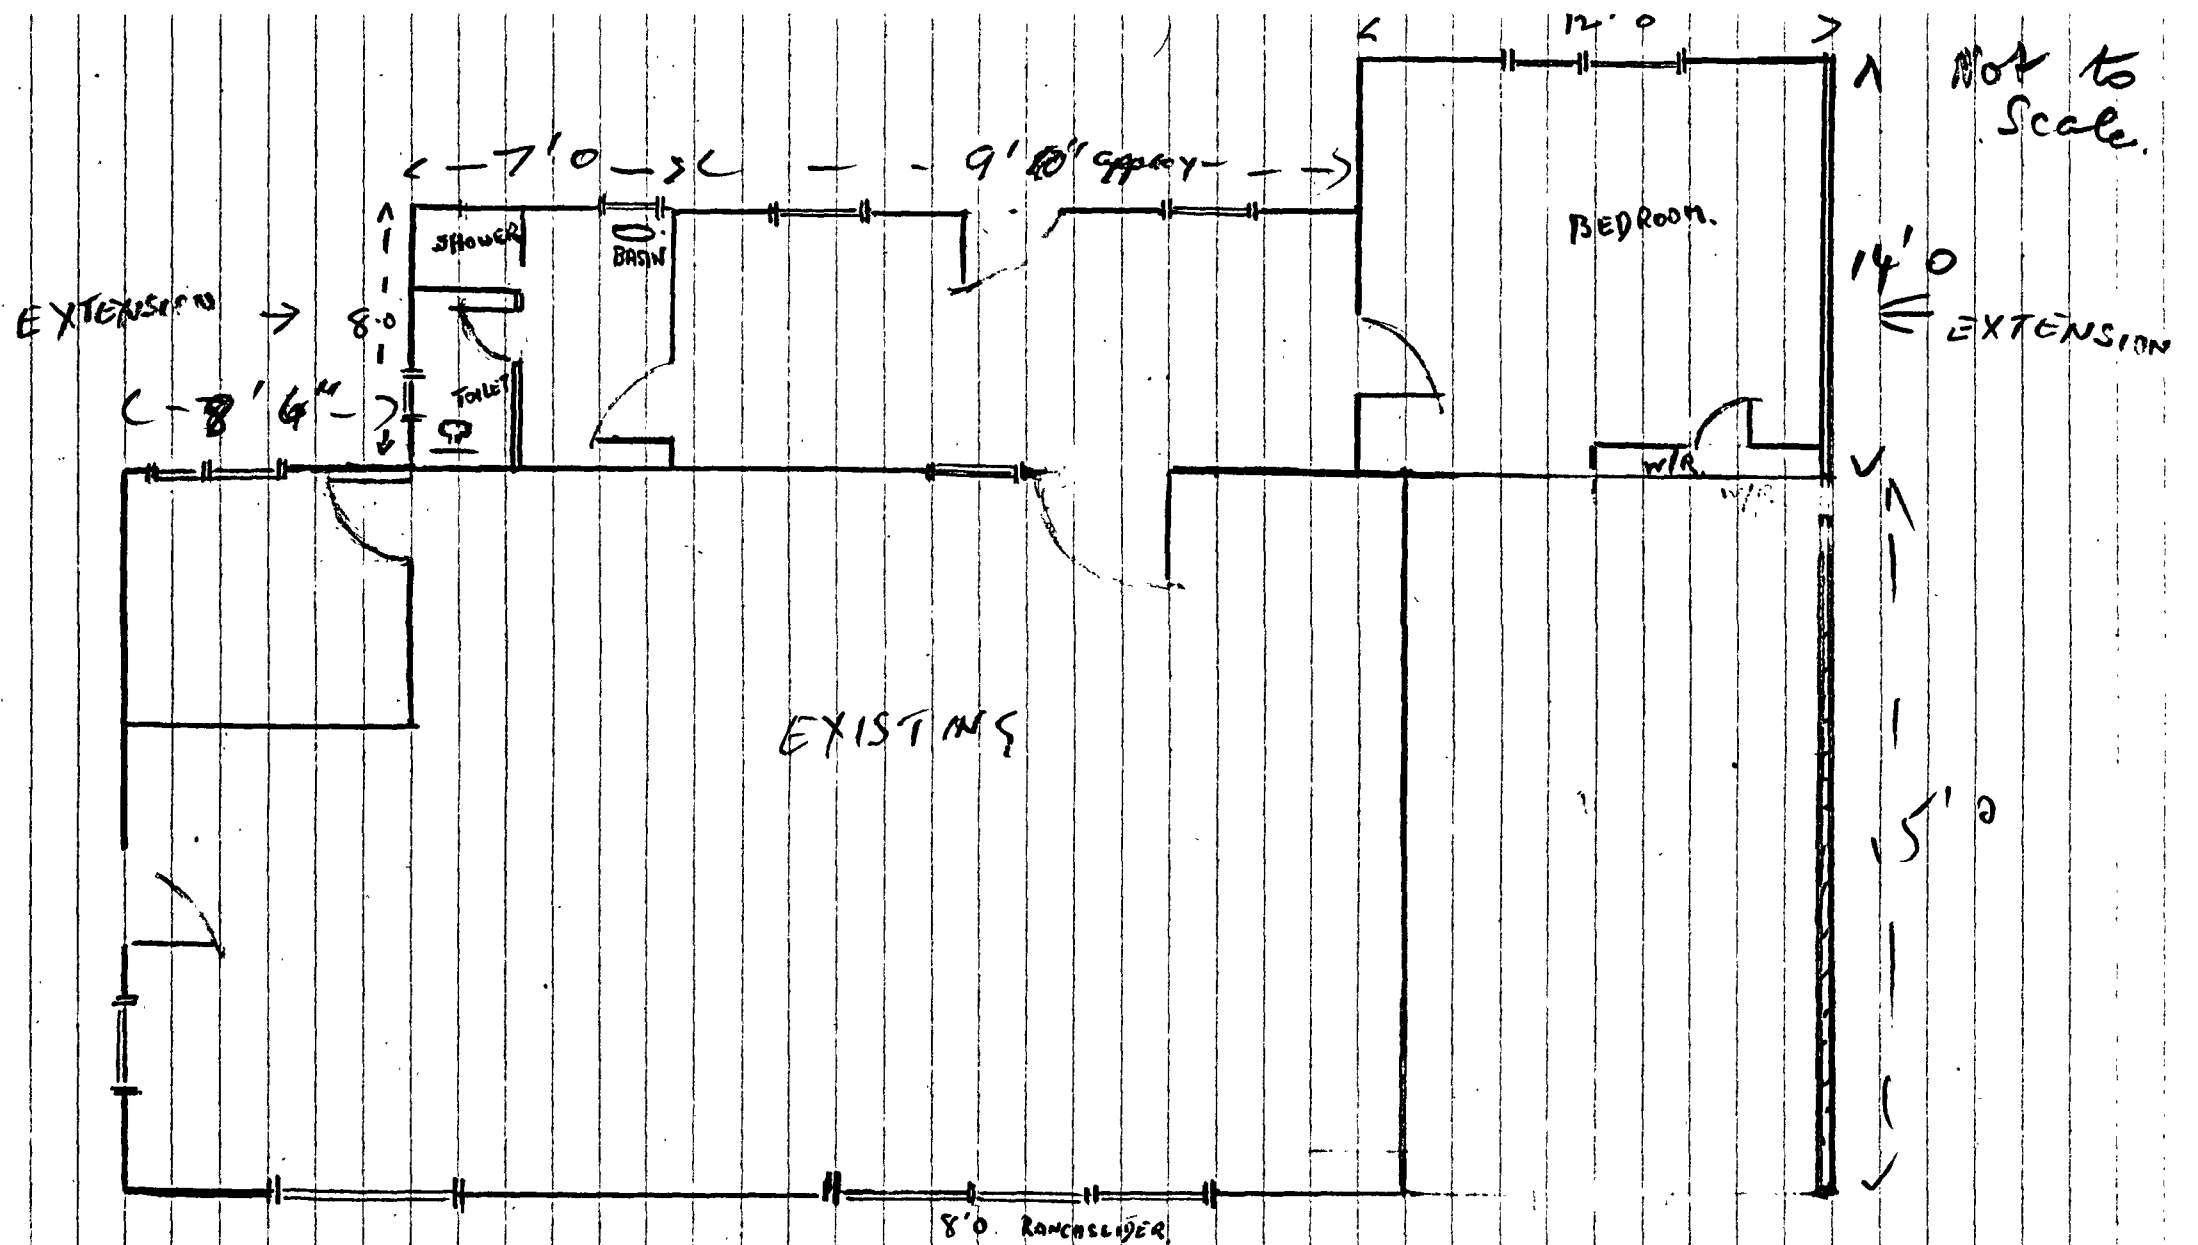 12'0
Not to
Scale.
7'0
9'10" approx
SHOWER
BASIN
BEDROOM.
14'0
EXTENSION
8'0
EXTENSION
8'6"
TOILET
W/R
W/R
EXISTING
15'0
8'0 RANCHSLIDER